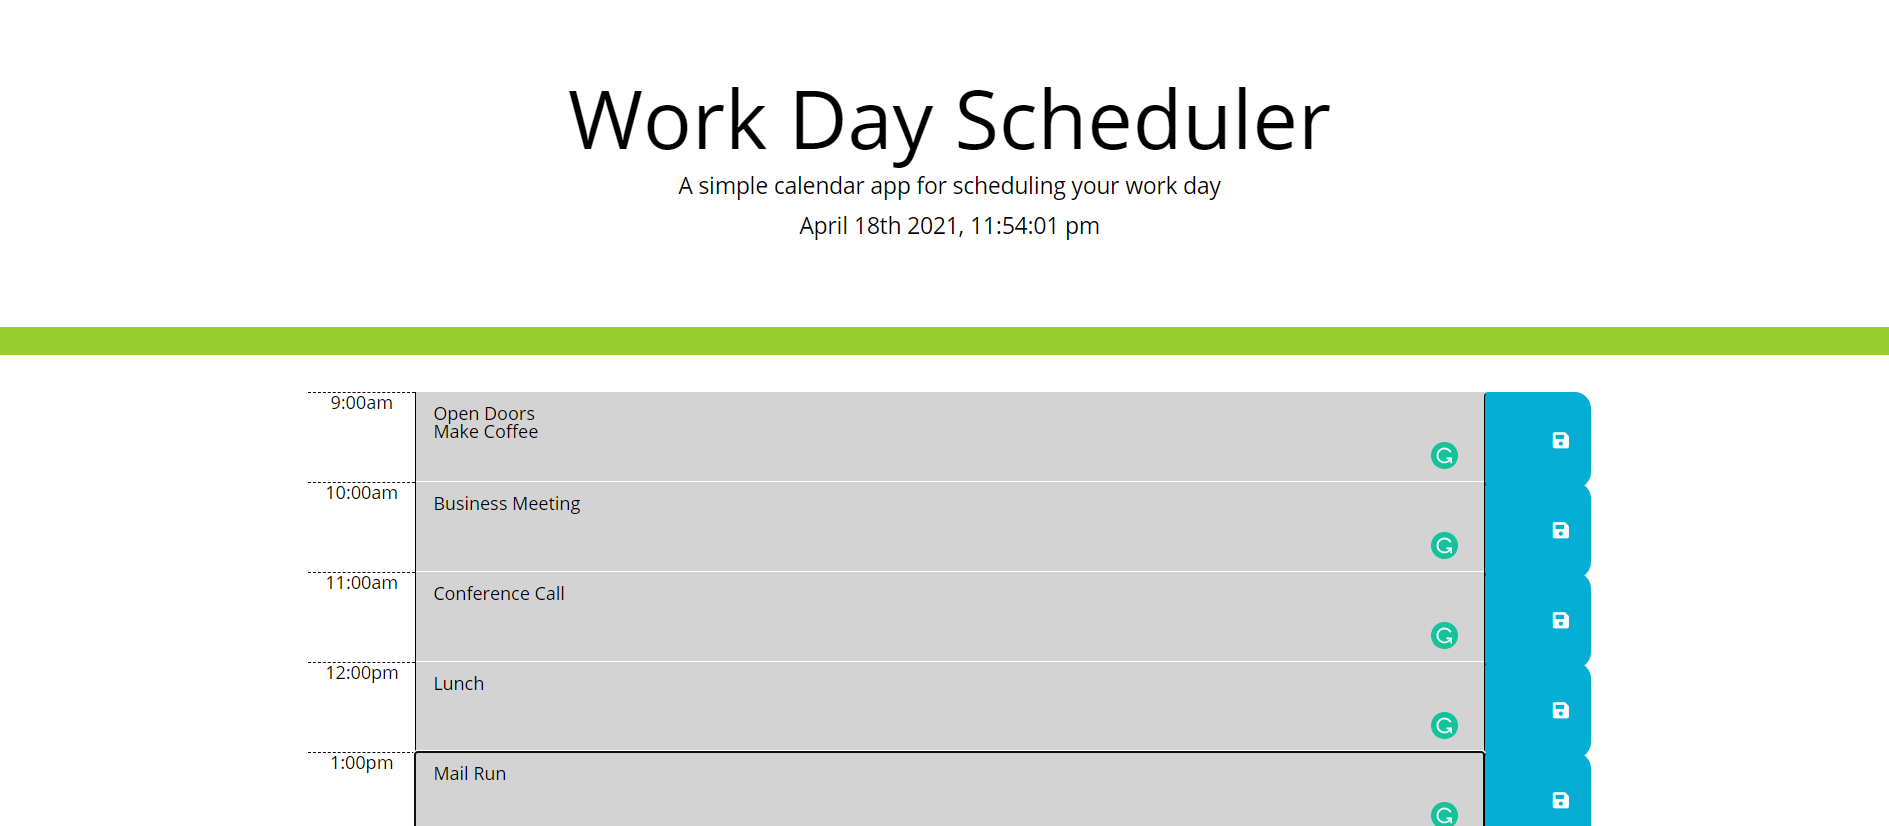 Work Day Scheduler
A simple calendar app for scheduling your work day
April 18th 2021, 11:54:01 pm
9:00am
Open Doors
Make Coffee
10:00am
Business Meeting
11:00am
Conference Call
12:00pm
Lunch
1:00pm
Mail Run